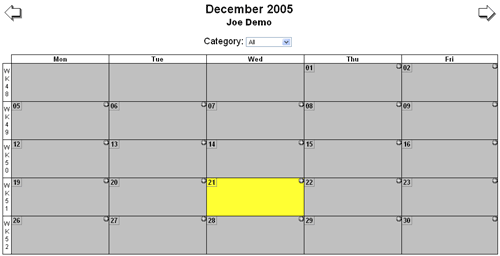 December 2005
Joe Demo
Category: All
Mon Tue Wed Thu Fri
WK48 01 02
WK49 05 06 07 08 09
WK50 12 13 14 15 16
WK51 19 20 21 22 23
WK52 26 27 28 29 30